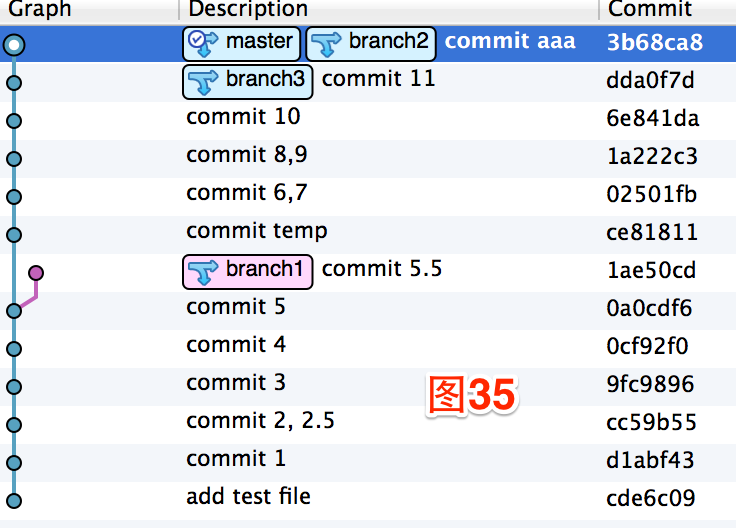 Graph Description Commit
master branch2 commit aaa 3b68ca8
branch3 commit 11 dda0f7d
commit 10 6e841da
commit 8,9 1a222c3
commit 6,7 02501fb
commit temp ce81811
branch1 commit 5.5 1ae50cd
commit 5 0a0cdf6
commit 4 0cf92f0
commit 3 9fc9896
图35
commit 2, 2.5 cc59b55
commit 1 d1abf43
add test file cde6c09